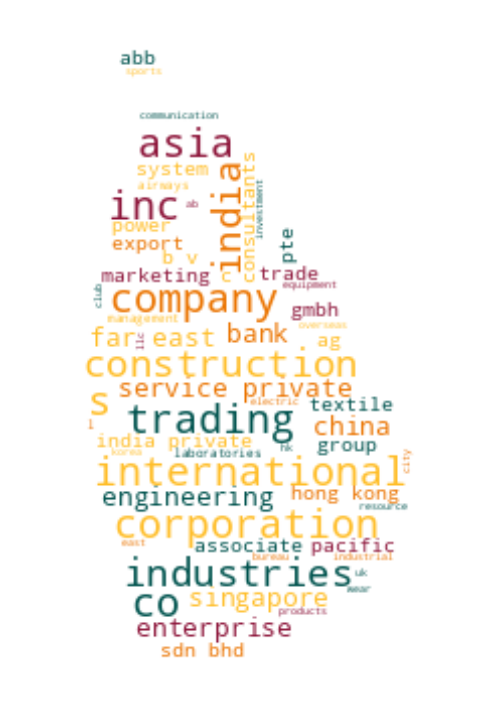 abb
sports
communication
asia
system
airways
india
consultants
investment
inc
ab
power
export
pte
b v
marketing
c
trade
equipment
club
company
gmbh
management
overseas
far east
llc
bank
ag
construction
service private
s
electric
textile
trading
china
l
india private
group
hk
korea
laboratories
city
international
engineering
hong kong
resource
corporation
east
associate
pacific
bureau
industrial
industries
uk
wear
co
singapore
products
enterprise
sdn bhd